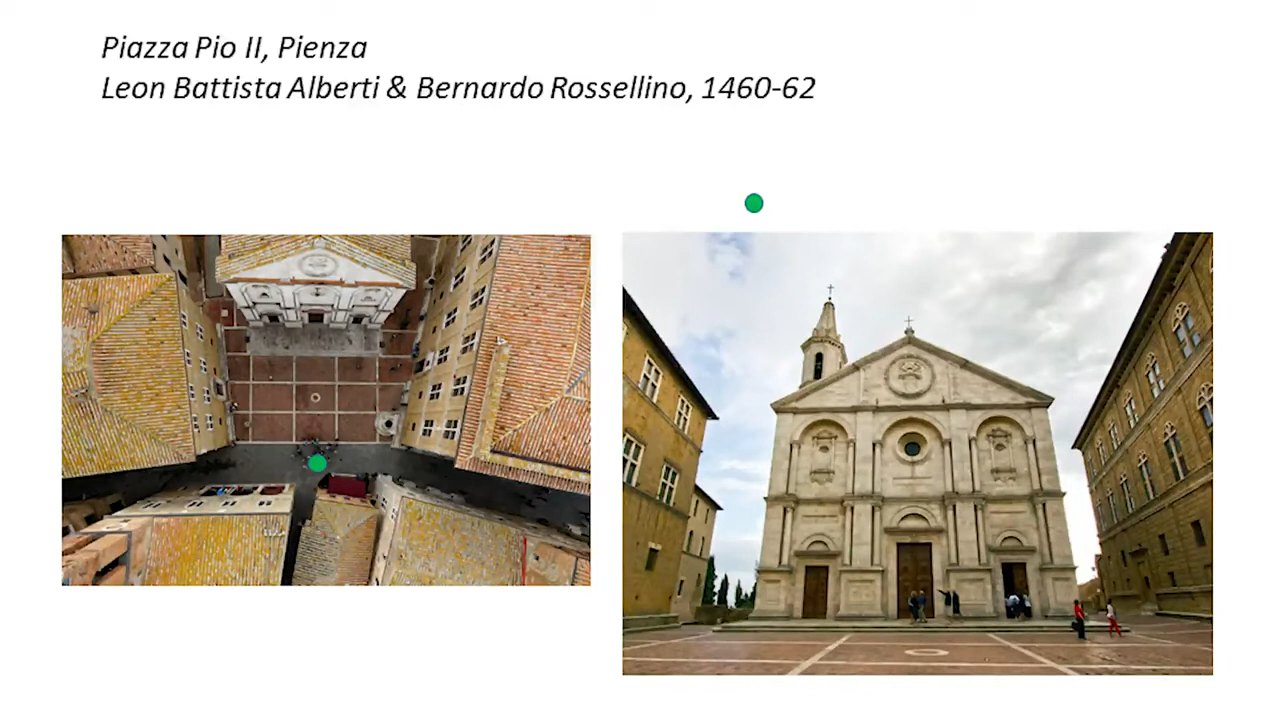 Piazza Pio II, Pienza
Leon Battista Alberti & Bernardo Rossellino, 1460-62